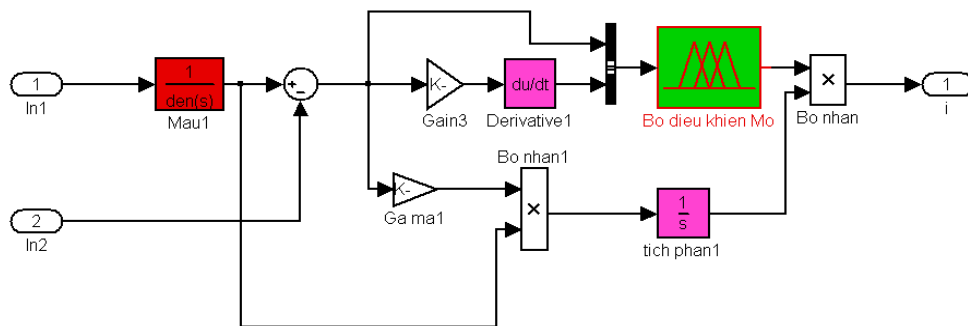 1
In1
1
den(s)
Mau1
+
-
K-
Gain3
du/dt
Derivative1
Bo dieu khien Mo
×
Bo nhan
1
i
2
In2
K-
Ga ma1
Bo nhan1
×
1
s
tich phan1